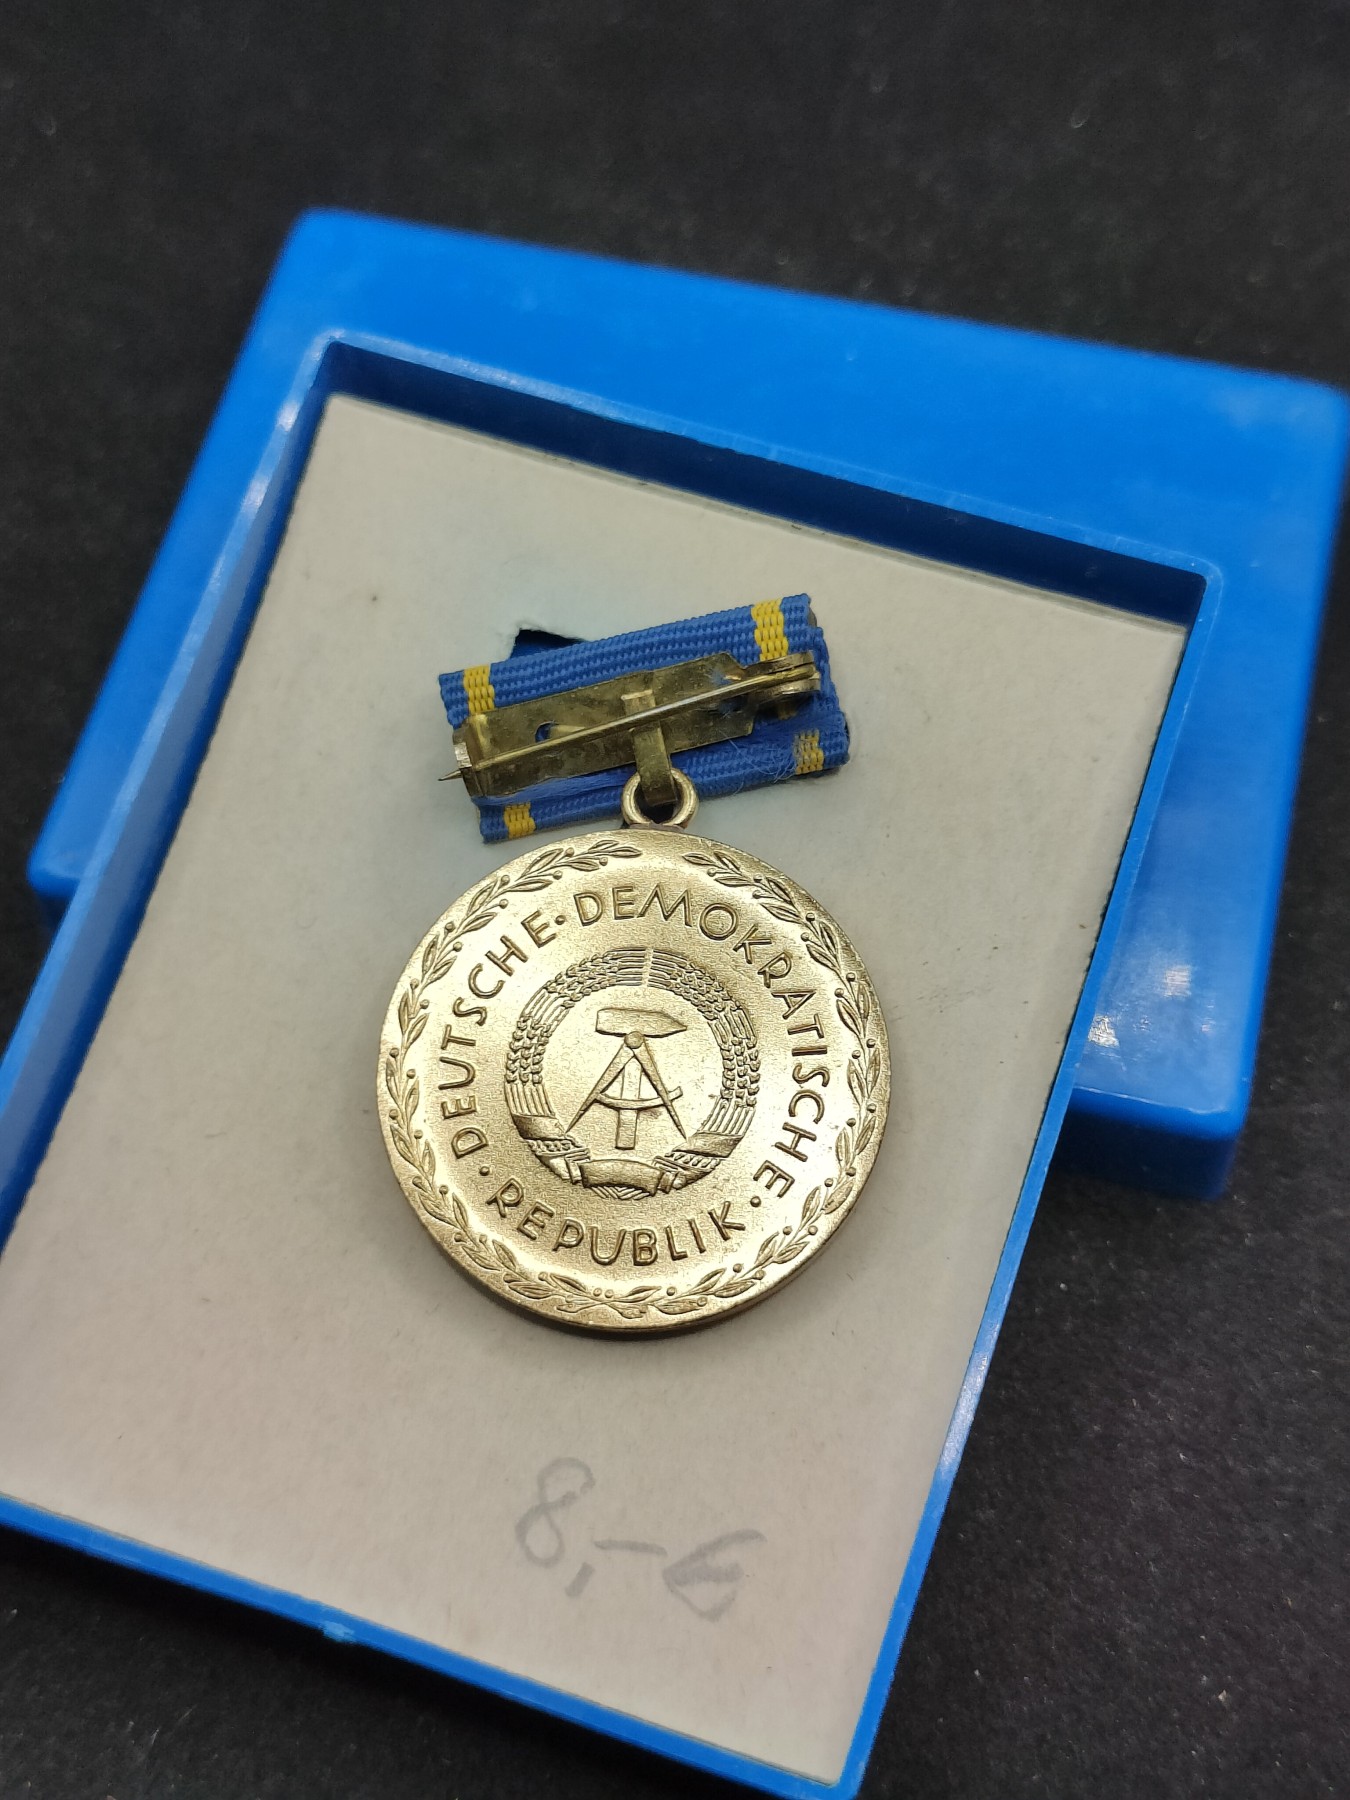 DEUTSCHE · DEMOKRATISCHE · REPUBLIK ·
8,-€